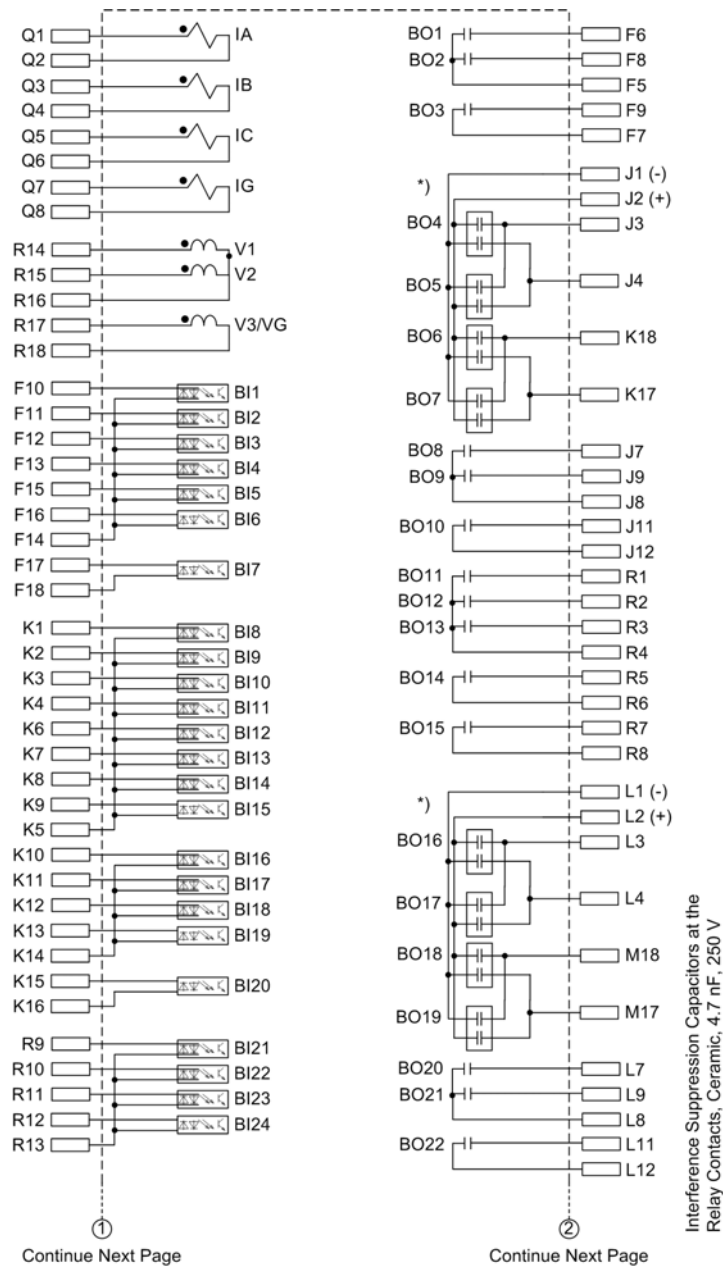 Q1 IA
Q2
Q3 IB
Q4
Q5 IC
Q6
Q7 IG
Q8
R14 V1
R15 V2
R16
R17 V3/VG
R18
F10 BI1
F11 BI2
F12 BI3
F13 BI4
F15 BI5
F16 BI6
F14
F17 BI7
F18
K1 BI8
K2 BI9
K3 BI10
K4 BI11
K6 BI12
K7 BI13
K8 BI14
K9 BI15
K5
K10 BI16
K11 BI17
K12 BI18
K13 BI19
K14
K15 BI20
K16
R9 BI21
R10 BI22
R11 BI23
R12 BI24
R13
1
Continue Next Page
BO1 F6
BO2 F8
F5
BO3 F9
F7
*) J1 (-)
J2 (+)
BO4 J3
BO5 J4
BO6 K18
BO7 K17
BO8 J7
BO9 J9
J8
BO10 J11
J12
BO11 R1
BO12 R2
BO13 R3
R4
BO14 R5
R6
BO15 R7
R8
*) L1 (-)
L2 (+)
BO16 L3
BO17 L4
BO18 M18
BO19 M17
BO20 L7
BO21 L9
L8
BO22 L11
L12
2
Continue Next Page
Interference Suppression Capacitors at the
Relay Contacts, Ceramic, 4.7 nF, 250 V